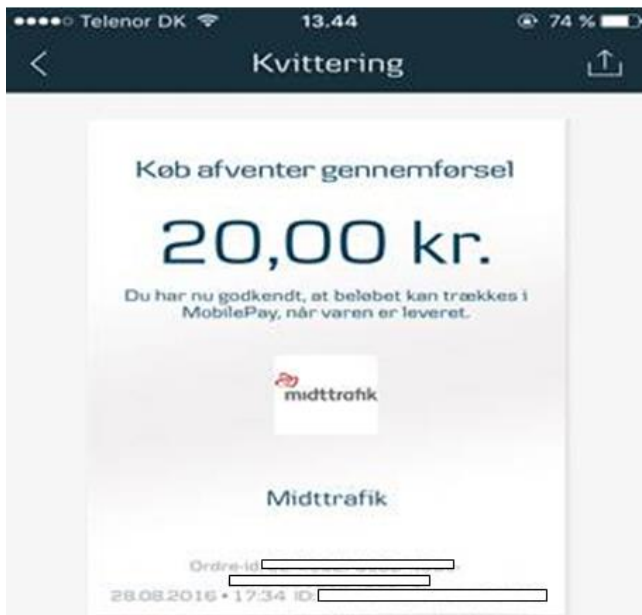 Telenor DK 13.44 74 %
Kvittering
Køb afventer gennemførsel
20,00 kr.
Du har nu godkendt, at beløbet kan trækkes i
MobilePay, når varen er leveret.
midttrafik
Midttrafik
Ordre-id:
28.08.2016 • 17:34 ID: